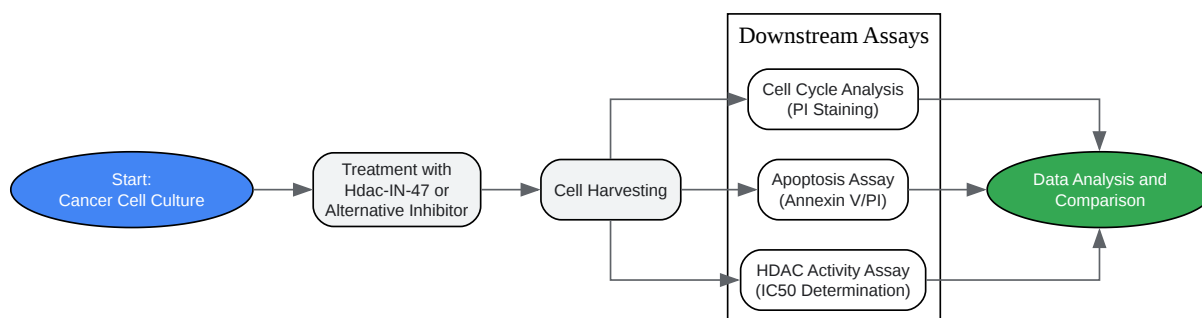 Start:
Cancer Cell Culture
Treatment with
Hdac-IN-47 or
Alternative Inhibitor
Cell Harvesting
Downstream Assays
Cell Cycle Analysis
(PI Staining)
Apoptosis Assay
(Annexin V/PI)
HDAC Activity Assay
(IC50 Determination)
Data Analysis and
Comparison